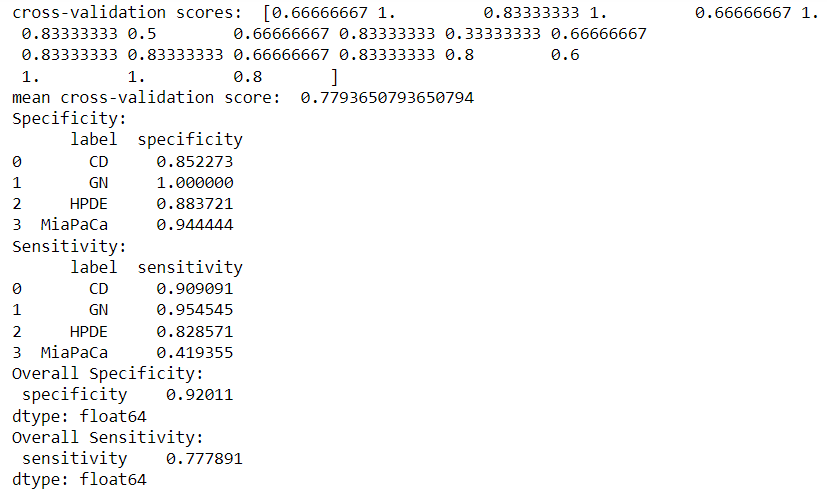 cross-validation scores:  [0.66666667 1.         0.83333333 1.         0.66666667 1.
 0.83333333 0.5        0.66666667 0.83333333 0.33333333 0.66666667
 0.83333333 0.83333333 0.66666667 0.83333333 0.8        0.6
 1.         1.         0.8       ]
mean cross-validation score:  0.7793650793650794
Specificity:
      label  specificity
0        CD     0.852273
1        GN     1.000000
2      HPDE     0.883721
3   MiaPaCa     0.944444
Sensitivity:
      label  sensitivity
0        CD     0.909091
1        GN     0.954545
2      HPDE     0.828571
3   MiaPaCa     0.419355
Overall Specificity:
 specificity    0.92011
dtype: float64
Overall Sensitivity:
 sensitivity    0.777891
dtype: float64